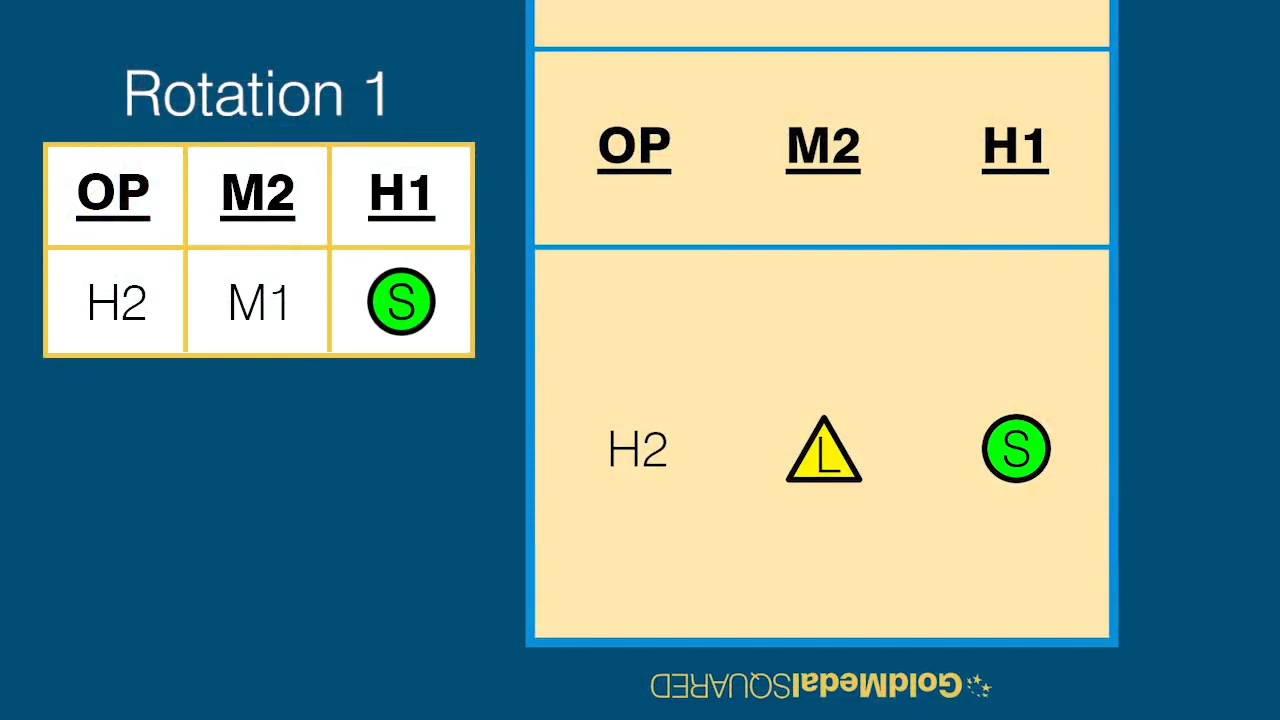 Rotation 1
OP M2 H1
H2 M1 S
OP M2 H1
H2 L S
GoldMedalSQUARED